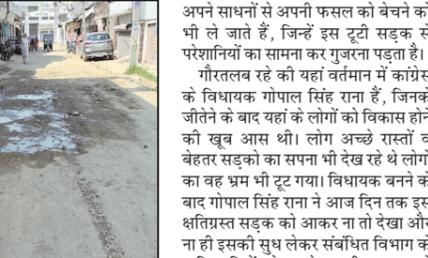 अपने साधनों से अपनी फसल को बेचने को
भी ले जाते हैं, जिन्हें इस टूटी सड़क से
परेशानियों का सामना कर गुजरना पड़ता है।
गौरतलब रहे की यहां वर्तमान में कांग्रेस
के विधायक गोपाल सिंह राना हैं, जिनके
जीतेने के बाद यहां के लोगों को विकास होने
की खूब आस थी। लोग अच्छे रास्तों व
बेहतर सड़को का सपना भी देख रहे थे लोगों
का वह भ्रम भी टूट गया। विधायक बनने के
बाद गोपाल सिंह राना ने आज दिन तक इस
क्षतिग्रस्त सड़क को आकर ना तो देखा और
ना ही इसकी सुध लेकर संबंधित विभाग के